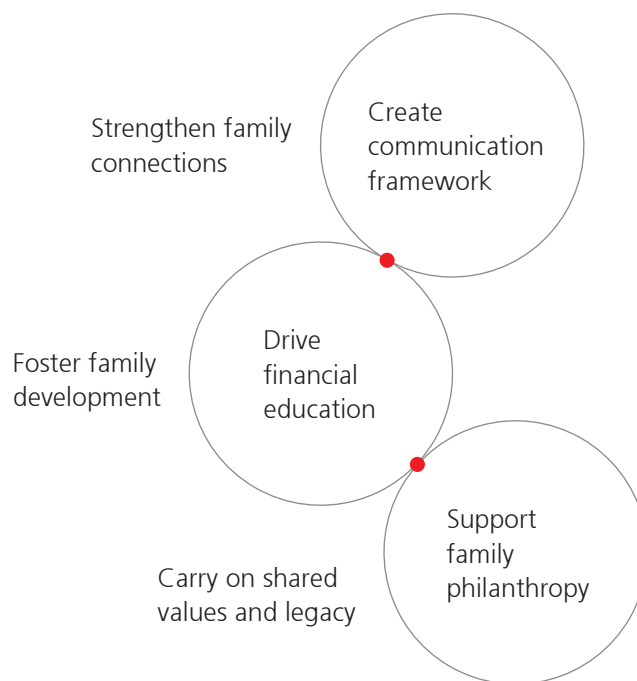 Strengthen family
connections
Create
communication
framework
Foster family
development
Drive
financial
education
Carry on shared
values and legacy
Support
family
philanthropy